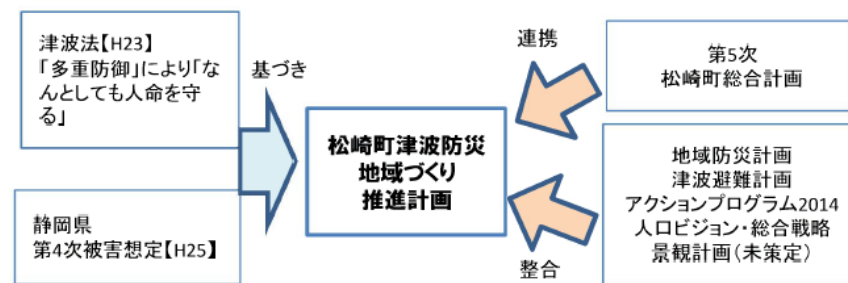 津波法【H23】
「多重防御」により「な
んとしても人命を守
る」
基づき
静岡県
第4次被害想定【H25】
松崎町津波防災
地域づくり
推進計画
連携
第5次
松崎町総合計画
整合
地域防災計画
津波避難計画
アクションプログラム2014
人口ビジョン・総合戦略
景観計画（未策定）